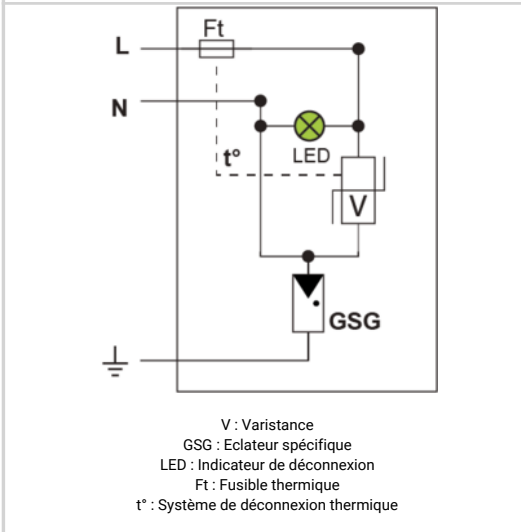 Ft
L
N
LED
t°
V
GSG
V : Varistance
GSG : Eclateur spécifique
LED : Indicateur de déconnexion
Ft : Fusible thermique
t° : Système de déconnexion thermique